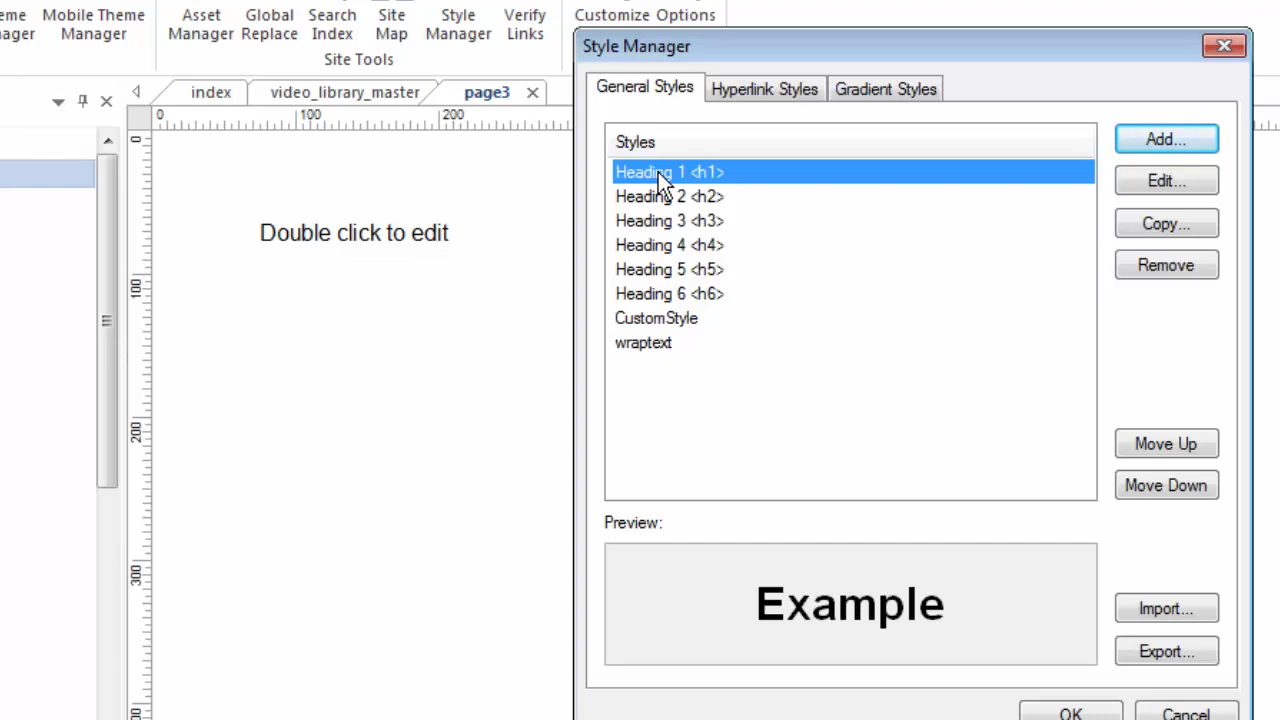 Mobile Theme Manager
Asset Manager
Global Replace
Search Index
Site Map
Style Manager
Verify Links
Customize Options
Site Tools
index
video_library_master
page3
0
100
200
0
100
200
300
Double click to edit
Style Manager
General Styles
Hyperlink Styles
Gradient Styles
Styles
Heading 1 <h1>
Heading 2 <h2>
Heading 3 <h3>
Heading 4 <h4>
Heading 5 <h5>
Heading 6 <h6>
CustomStyle
wraptext
Add...
Edit...
Copy...
Remove
Move Up
Move Down
Preview:
Example
Import...
Export...
OK
Cancel